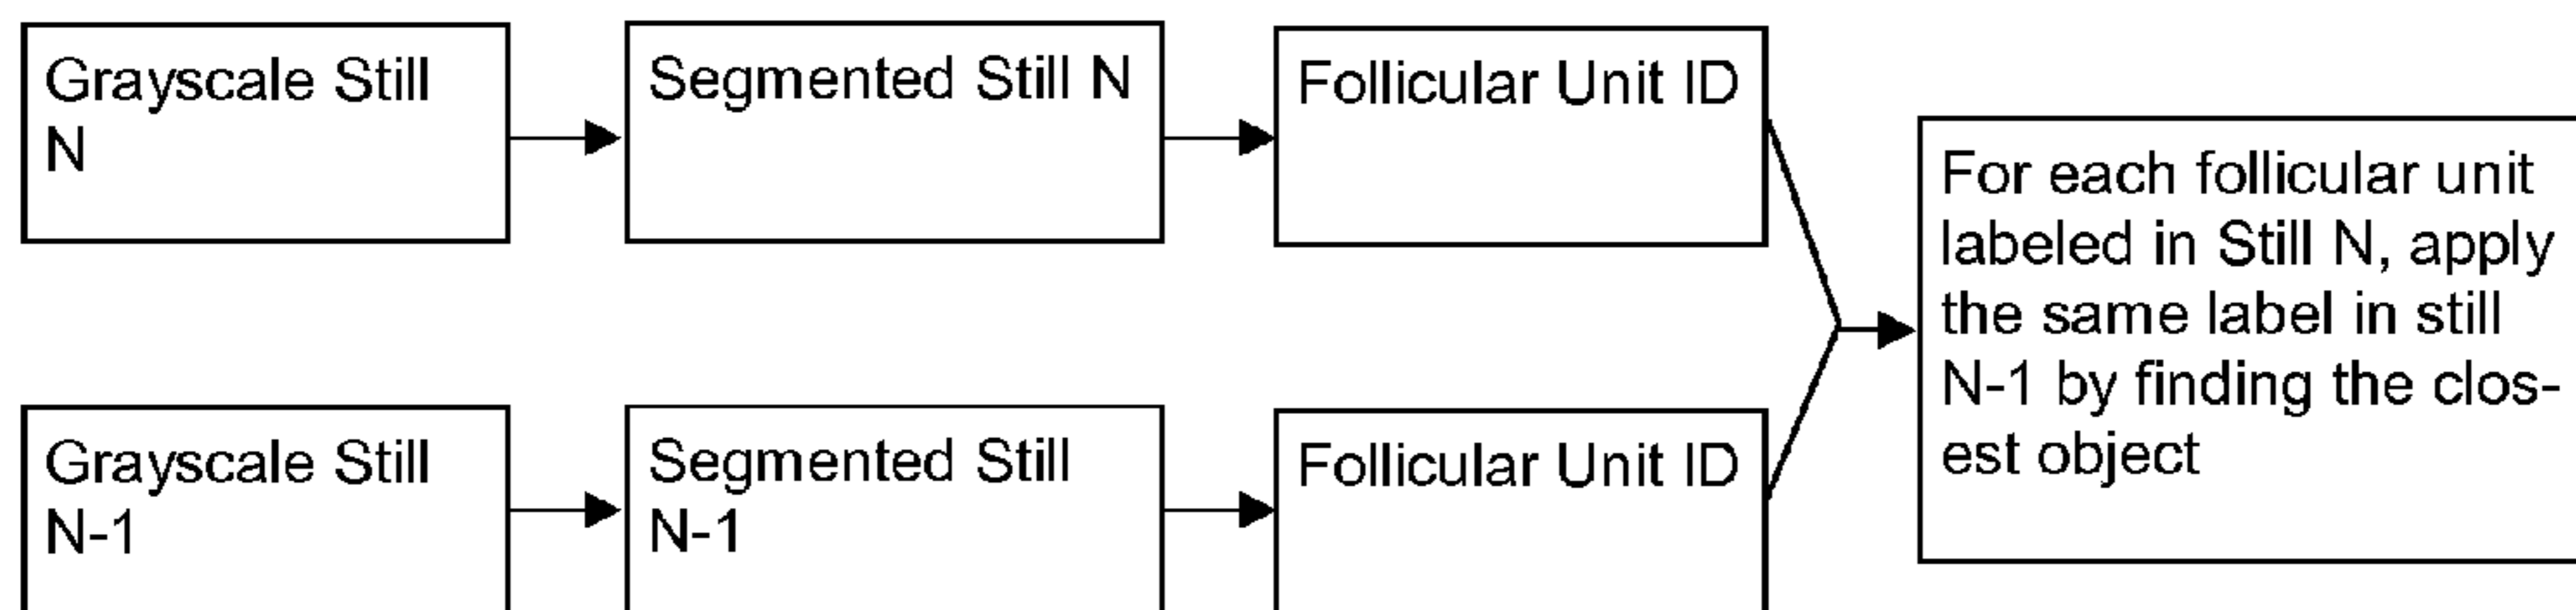 Grayscale Still
N
Segmented Still N
Follicular Unit ID
For each follicular unit
labeled in Still N, apply
the same label in still
N-1 by finding the clos-
est object
Grayscale Still
N-1
Segmented Still
N-1
Follicular Unit ID